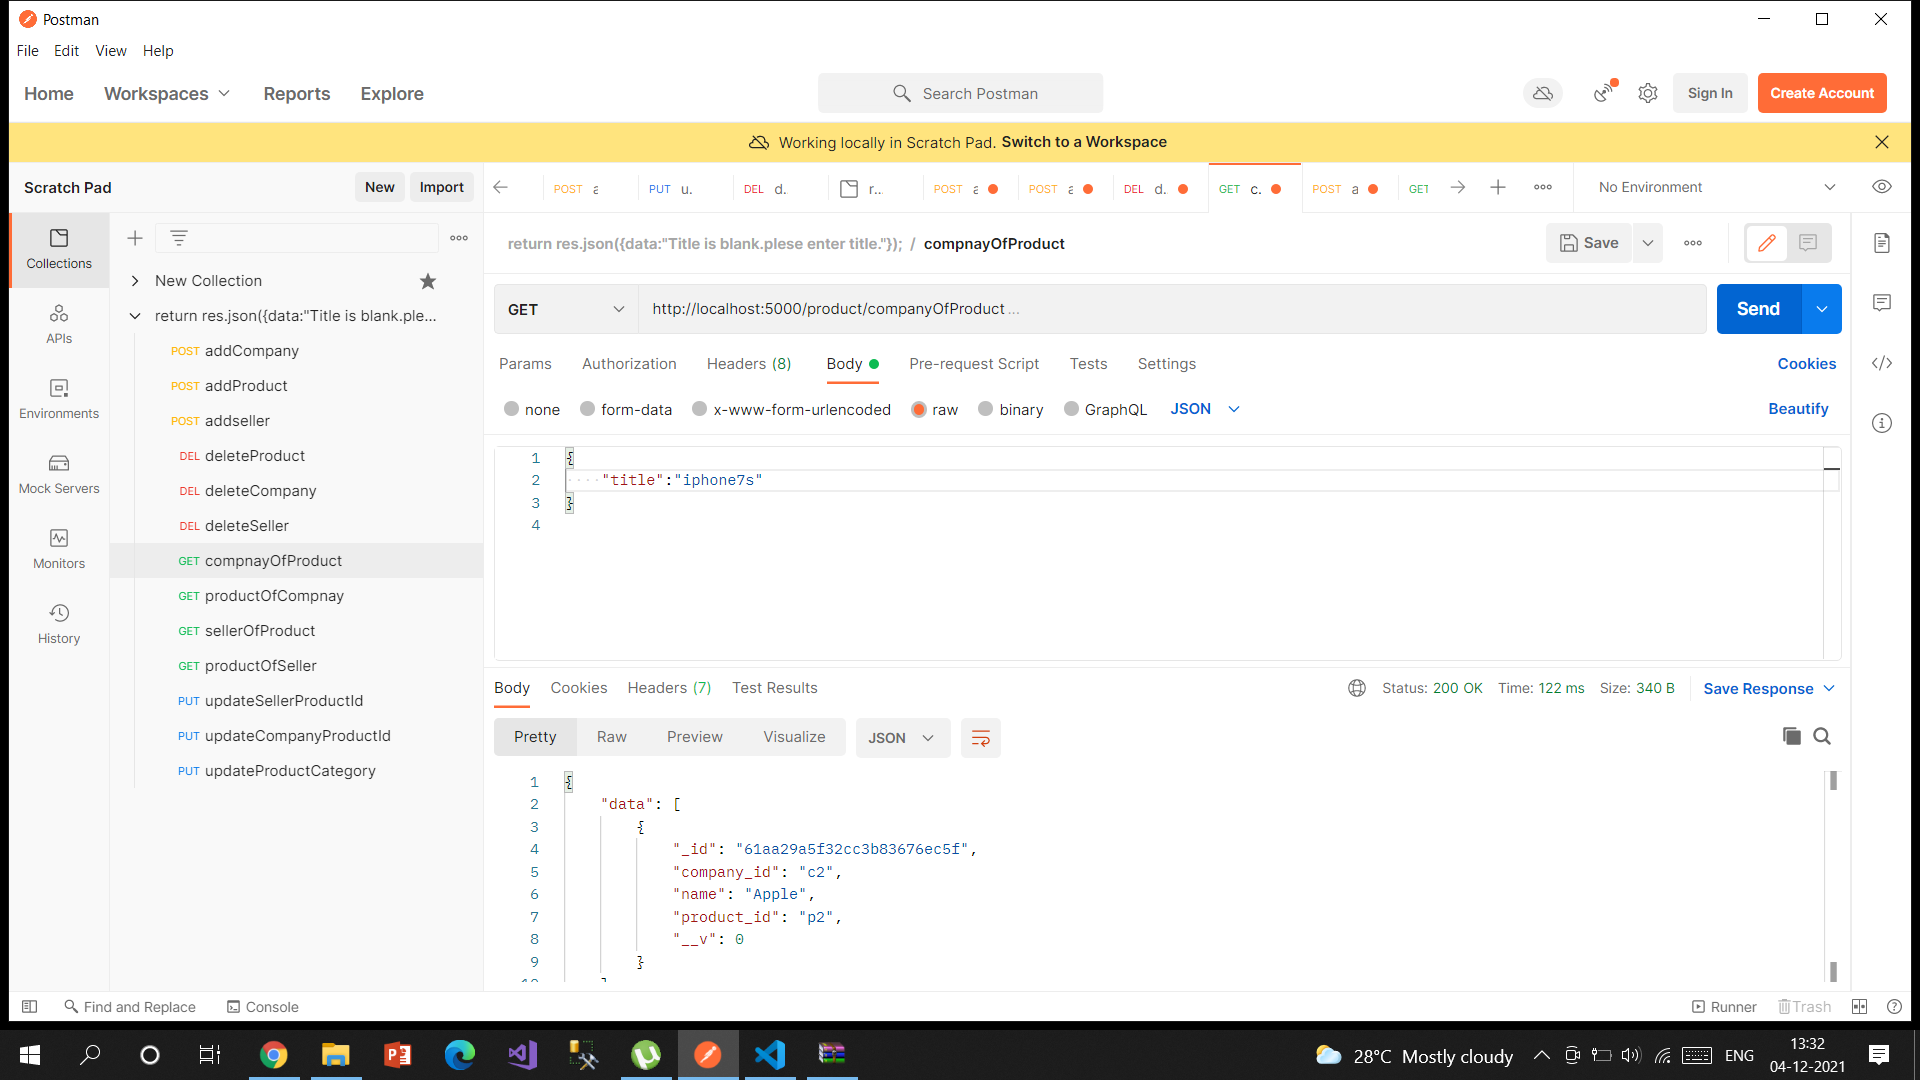 Postman
File Edit View Help
Home Workspaces Reports Explore
Search Postman
Sign In
Create Account
Working locally in Scratch Pad. Switch to a Workspace
Scratch Pad
New Import
POST a PUT u. DEL d. r... POST a POST a DEL d. GET c. POST a GET
No Environment
Collections
APIs
Environments
Mock Servers
Monitors
History
New Collection
return res.json({data:"Title is blank.ple...
POST addCompany
POST addProduct
POST addseller
DEL deleteProduct
DEL deleteCompany
DEL deleteSeller
GET compnayOfProduct
GET productOfCompnay
GET sellerOfProduct
GET productOfSeller
PUT updateSellerProductId
PUT updateCompanyProductId
PUT updateProductCategory
return res.json({data:"Title is blank.plese enter title."}); / compnayOfProduct
Save
GET http://localhost:5000/product/companyOfProduct ...
Send
Params Authorization Headers (8) Body Pre-request Script Tests Settings
Cookies
none form-data x-www-form-urlencoded raw binary GraphQL JSON
Beautify
1 {
2 "title":"iphone7s"
3 }
4
Body Cookies Headers (7) Test Results
Status: 200 OK Time: 122 ms Size: 340 B Save Response
Pretty Raw Preview Visualize JSON
1 {
2 "data": [
3 {
4 "_id": "61aa29a5f32cc3b83676ec5f",
5 "company_id": "c2",
6 "name": "Apple",
7 "product_id": "p2",
8 "__v": 0
9 }
Find and Replace Console
Runner Trash
28°C Mostly cloudy
ENG
13:32
04-12-2021